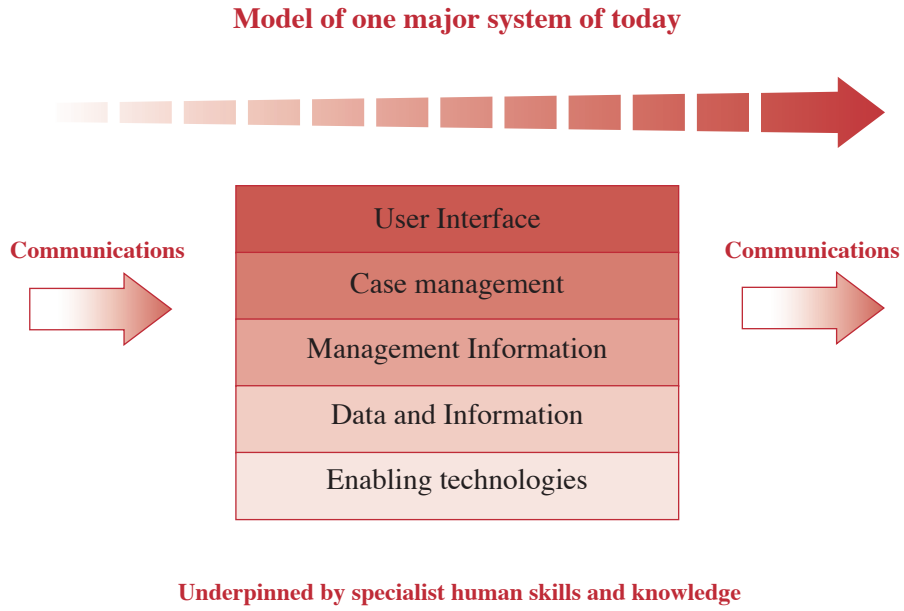 Model of one major system of today
User Interface
Communications
Communications
Case management
Management Information
Data and Information
Enabling technologies
Underpinned by specialist human skills and knowledge